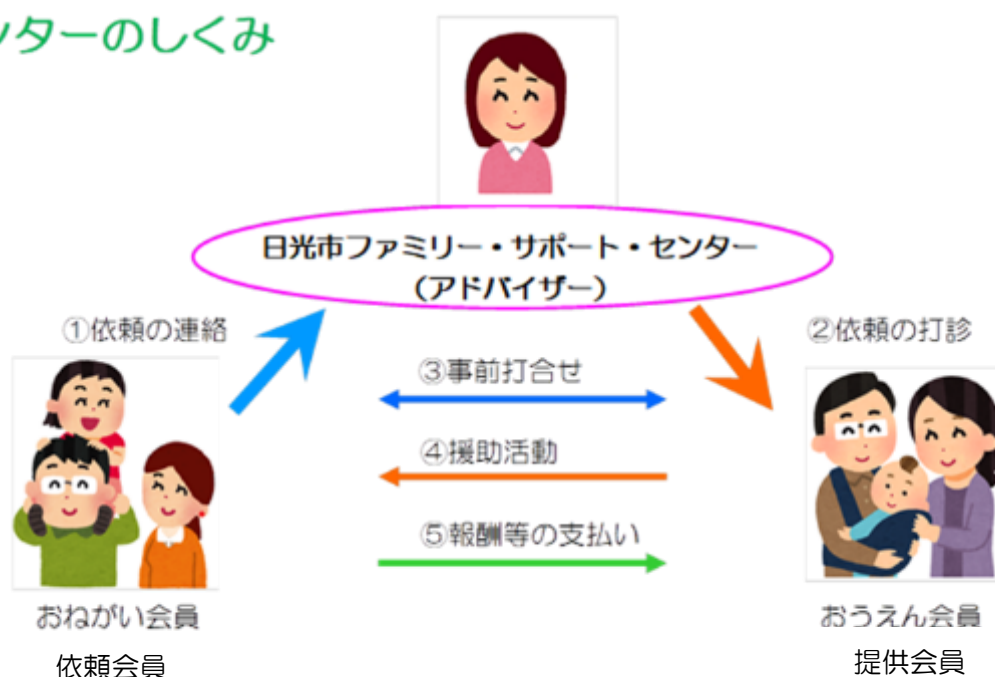 ンターのしくみ
日光市ファミリー・サポート・センター
（アドバイザー）
①依頼の連絡
②依頼の打診
③事前打合せ
④援助活動
⑤報酬等の支払い
おねがい会員
おうえん会員
依頼会員
提供会員